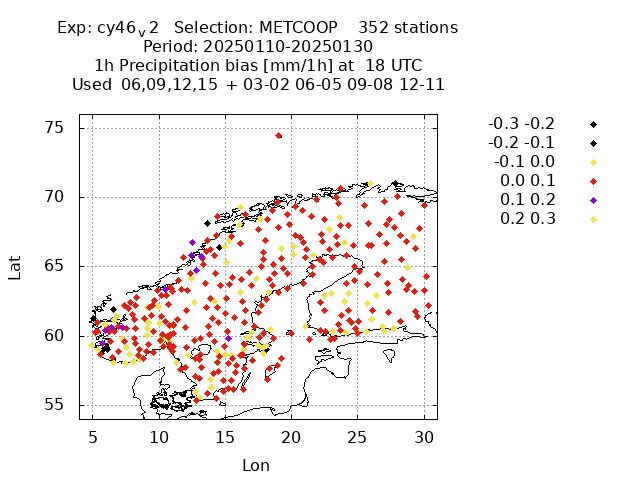 Exp: cy46v2 Selection: METCOOP 352 stations
Period: 20250110-20250130
1h Precipitation bias [mm/1h] at 18 UTC
Used 06,09,12,15 + 03-02 06-05 09-08 12-11
75
70
65
60
55
5 10 15 20 25 30
Lat
Lon
-0.3 -0.2
-0.2 -0.1
-0.1 0.0
0.0 0.1
0.1 0.2
0.2 0.3